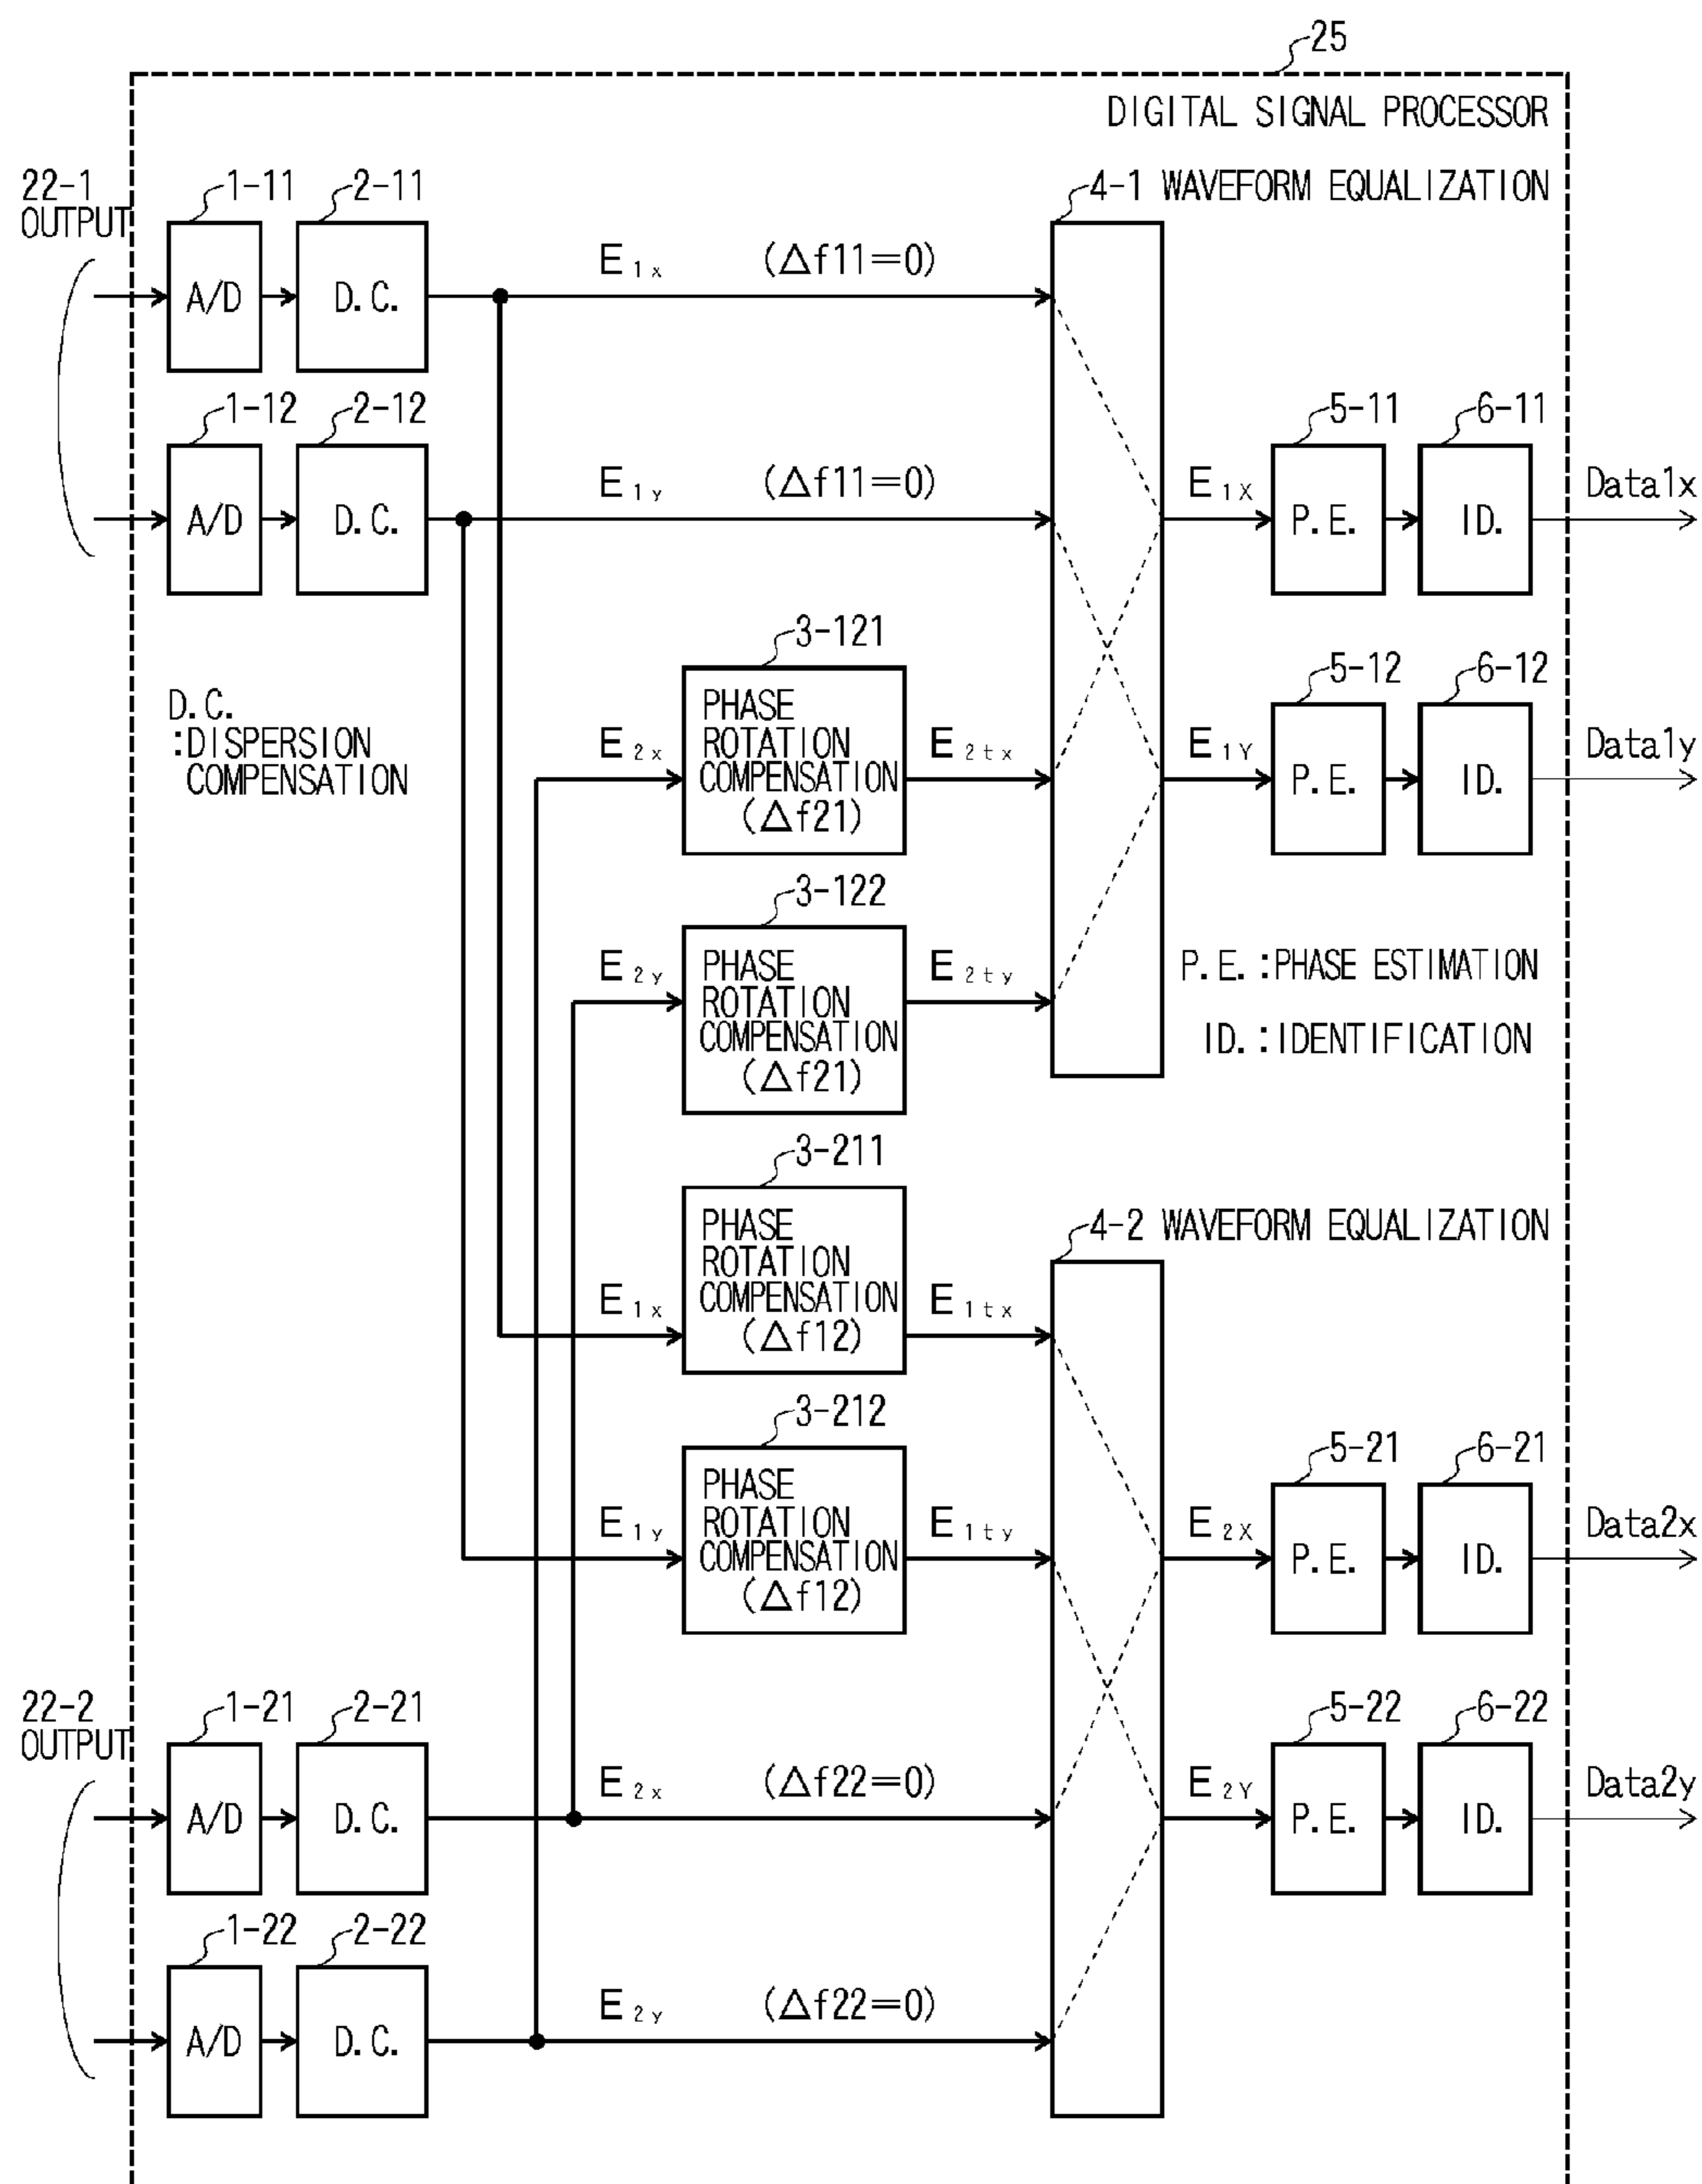 25
DIGITAL SIGNAL PROCESSOR
22-1
OUTPUT
1-11
2-11
4-1 WAVEFORM EQUALIZATION
A/D
D.C.
E1x
(Δf11=0)
1-12
2-12
5-11
6-11
A/D
D.C.
E1y
(Δf11=0)
E1X
P.E.
ID.
Data1x
3-121
5-12
6-12
D.C.
:DISPERSION
COMPENSATION
E2x
PHASE
ROTATION
COMPENSATION
(Δf21)
E2tx
E1Y
P.E.
ID.
Data1y
3-122
E2y
PHASE
ROTATION
COMPENSATION
(Δf21)
E2ty
P.E.:PHASE ESTIMATION
ID.:IDENTIFICATION
3-211
4-2 WAVEFORM EQUALIZATION
E1x
PHASE
ROTATION
COMPENSATION
(Δf12)
E1tx
3-212
5-21
6-21
E1y
PHASE
ROTATION
COMPENSATION
(Δf12)
E1ty
E2X
P.E.
ID.
Data2x
22-2
OUTPUT
1-21
2-21
5-22
6-22
A/D
D.C.
E2x
(Δf22=0)
E2Y
P.E.
ID.
Data2y
1-22
2-22
A/D
D.C.
E2y
(Δf22=0)